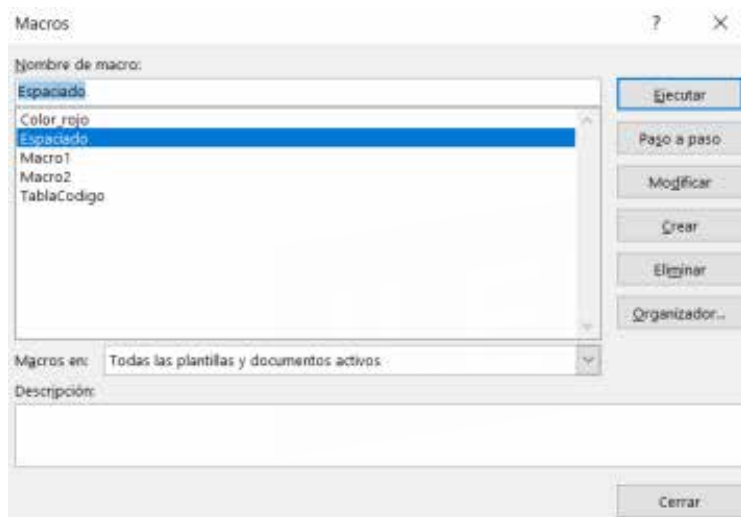 Macros ? ×
Nombre de macro:
Espaciado
Ejecutar
Color_rojo
Espaciado
Macro1
Macro2
TablaCodigo
Paso a paso
Modificar
Crear
Eliminar
Organizador...
Macros en: Todas las plantillas y documentos activos
Descripción:
Cerrar